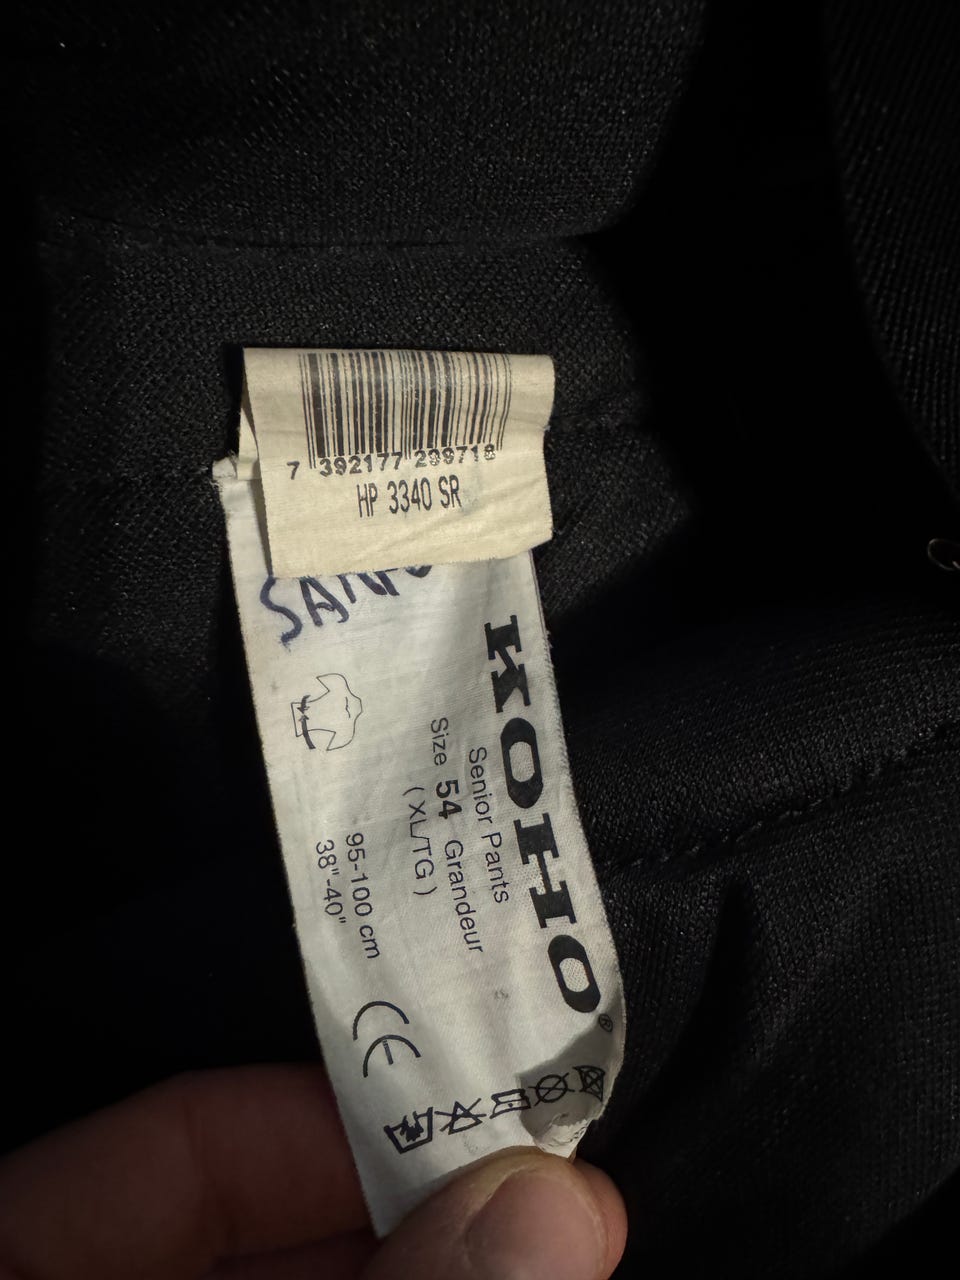 7 392177 299718
HP 3340 SR
KOHO®
Senior Pants
Size 54 Grandeur
(XL/TG)
95-100 cm
38"-40"
CE